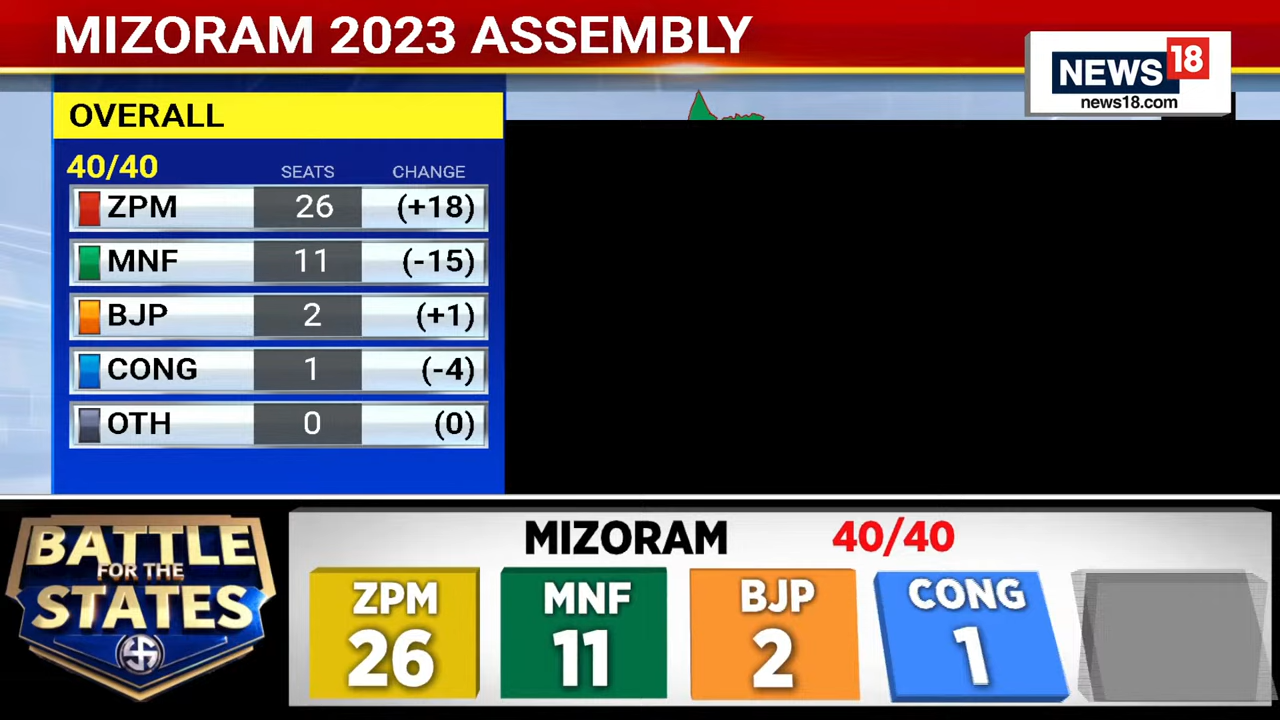 MIZORAM 2023 ASSEMBLY
NEWS 18
news18.com
OVERALL
40/40 SEATS CHANGE
ZPM 26 (+18)
MNF 11 (-15)
BJP 2 (+1)
CONG 1 (-4)
OTH 0 (0)
BATTLE
FOR THE
STATES
MIZORAM 40/40
ZPM MNF BJP CONG
26 11 2 1